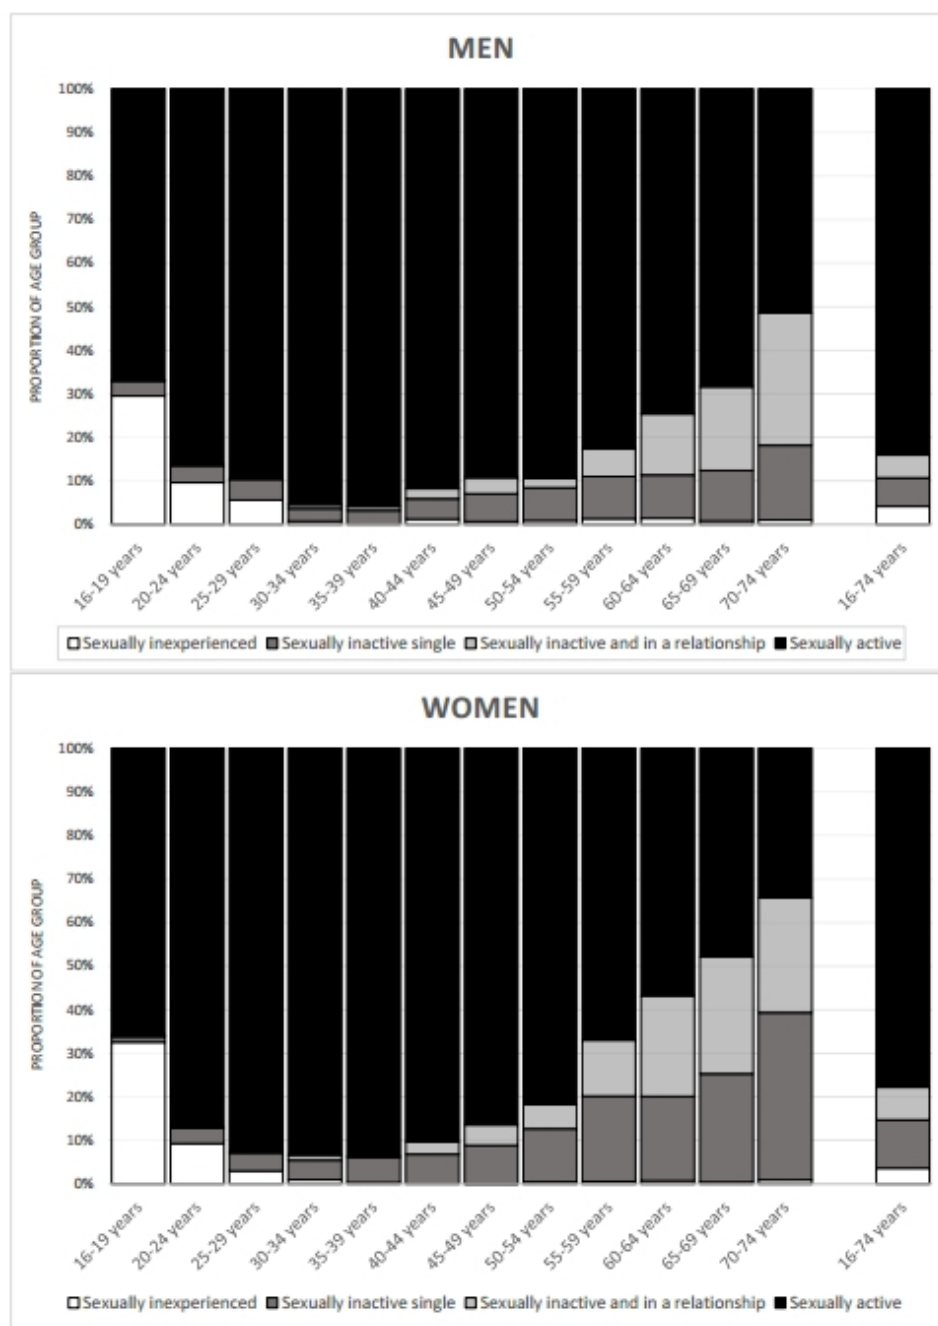 MEN
PROPORTION OF AGE GROUP
100%
90%
80%
70%
60%
50%
40%
30%
20%
10%
0%
16-19 years
20-24 years
25-29 years
30-34 years
35-39 years
40-44 years
45-49 years
50-54 years
55-59 years
60-64 years
65-69 years
70-74 years
16-74 years
Sexually inexperienced Sexually inactive single Sexually inactive and in a relationship Sexually active
WOMEN
PROPORTION OF AGE GROUP
100%
90%
80%
70%
60%
50%
40%
30%
20%
10%
0%
16-19 years
20-24 years
25-29 years
30-34 years
35-39 years
40-44 years
45-49 years
50-54 years
55-59 years
60-64 years
65-69 years
70-74 years
16-74 years
Sexually inexperienced Sexually inactive single Sexually inactive and in a relationship Sexually active